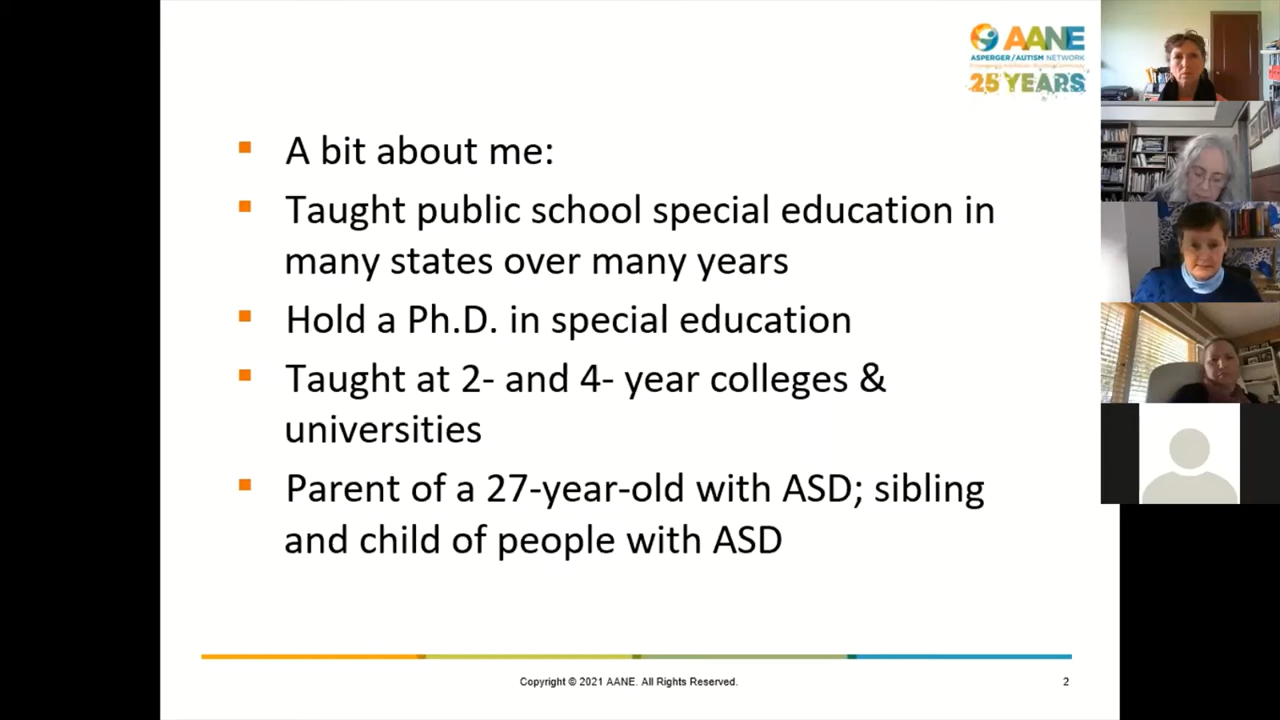 AANE
ASPERGER/AUTISM NETWORK
25 YEARS
A bit about me:
Taught public school special education in
many states over many years
Hold a Ph.D. in special education
Taught at 2- and 4- year colleges &
universities
Parent of a 27-year-old with ASD; sibling
and child of people with ASD
Copyright © 2021 AANE. All Rights Reserved.
2